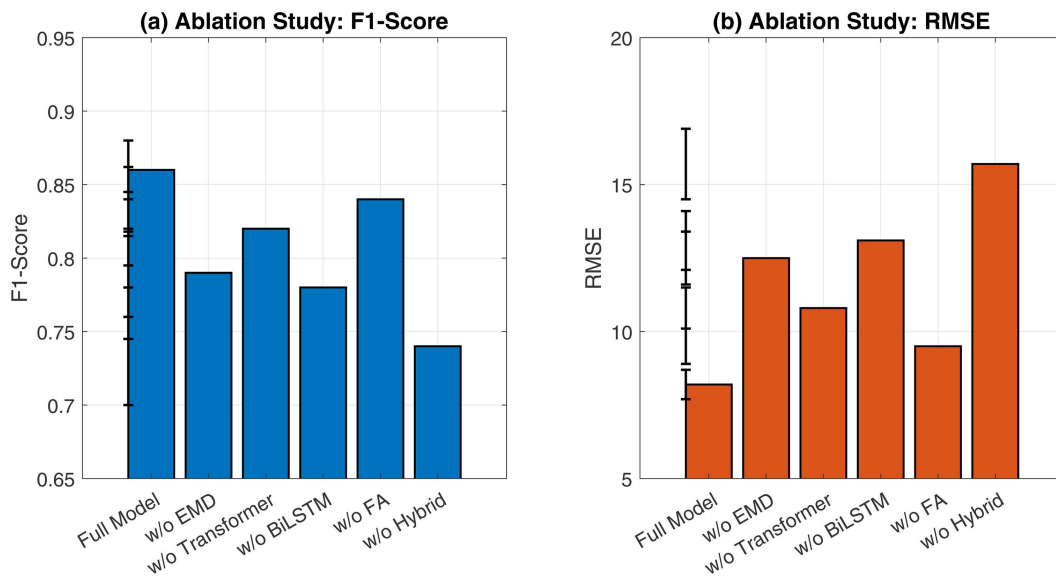 (a) Ablation Study: F1-Score
0.95
0.9
0.85
0.8
0.75
0.7
0.65
F1-Score
Full Model
w/o EMD
w/o Transformer
w/o BiLSTM
w/o FA
w/o Hybrid
(b) Ablation Study: RMSE
20
15
10
5
RMSE
Full Model
w/o EMD
w/o Transformer
w/o BiLSTM
w/o FA
w/o Hybrid